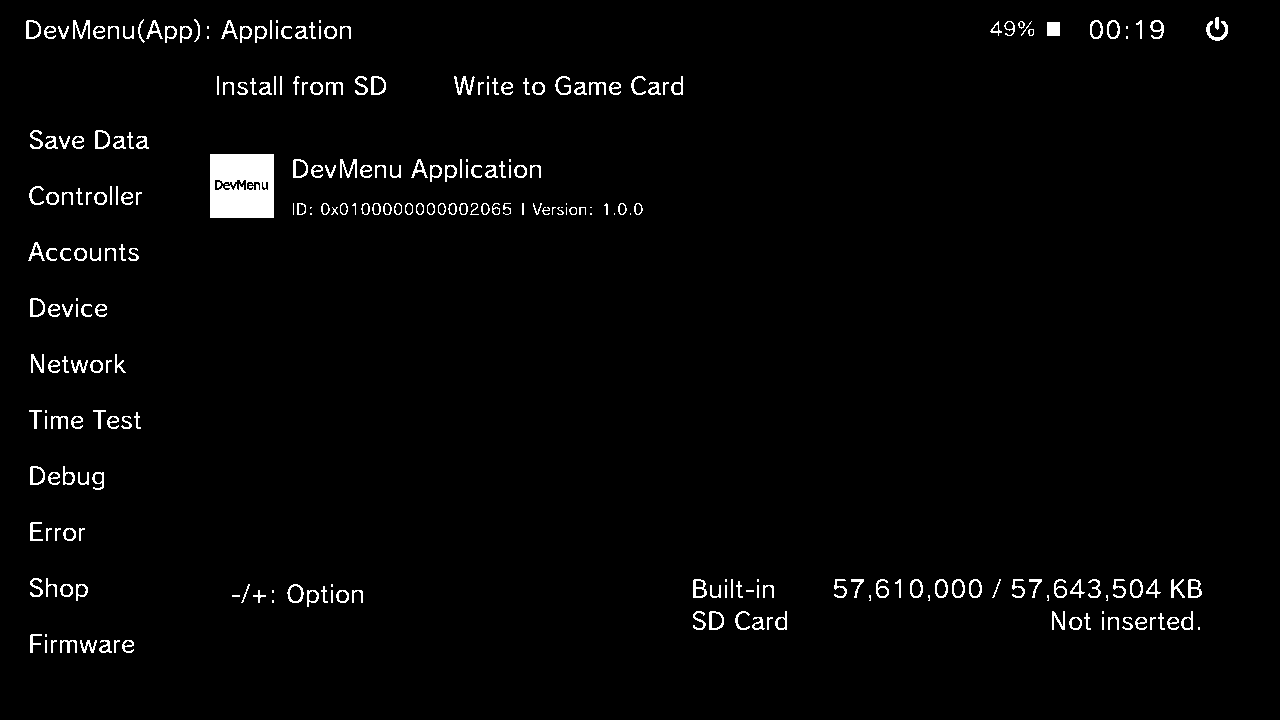 DevMenu(App): Application
49% 00:19
Install from SD Write to Game Card
Save Data
Controller
Accounts
Device
Network
Time Test
Debug
Error
Shop
Firmware
DevMenu
DevMenu Application
ID: 0x0100000000002065 | Version: 1.0.0
-/+: Option
Built-in 57,610,000 / 57,643,504 KB
SD Card Not inserted.